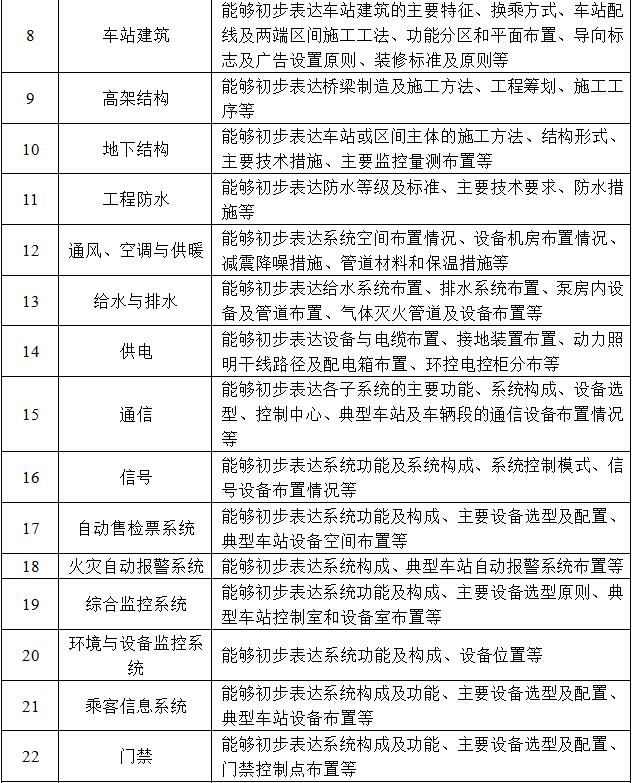 8
车站建筑
能够初步表达车站建筑的主要特征、换乘方式、车站配
线及两端区间施工工法、功能分区和平面布置、导向标
志及广告设置原则、装修标准及原则等
9
高架结构
能够初步表达桥梁制造及施工方法、工程筹划、施工工
序等
10
地下结构
能够初步表达车站或区间主体的施工方法、结构形式、
主要技术措施、主要监控量测布置等
11
工程防水
能够初步表达防水等级及标准、主要技术要求、防水措
施等
12
通风、空调与供暖
能够初步表达系统空间布置情况、设备机房布置情况、
减震降噪措施、管道材料和保温措施等
13
给水与排水
能够初步表达给水系统布置、排水系统布置、泵房内设
备及管道布置、气体灭火管道及设备布置等
14
供电
能够初步表达设备与电缆布置、接地装置布置、动力照
明干线路径及配电箱布置、环控电控柜分布等
15
通信
能够初步表达各子系统的主要功能、系统构成、设备选
型、控制中心、典型车站及车辆段的通信设备布置情况
等
16
信号
能够初步表达系统功能及系统构成、系统控制模式、信
号设备布置情况等
17
自动售检票系统
能够初步表达系统功能及构成、主要设备选型及配置、
典型车站设备空间布置等
18
火灾自动报警系统
能够初步表达系统构成、典型车站自动报警系统布置等
19
综合监控系统
能够初步表达系统功能及构成、主要设备选型原则、典
型车站控制室和设备室布置等
20
环境与设备监控系
统
能够初步表达系统功能及构成、设备位置等
21
乘客信息系统
能够初步表达系统构成及功能、主要设备选型及配置、
典型车站设备布置等
22
门禁
能够初步表达系统构成及功能、主要设备选型及配置、
门禁控制点布置等